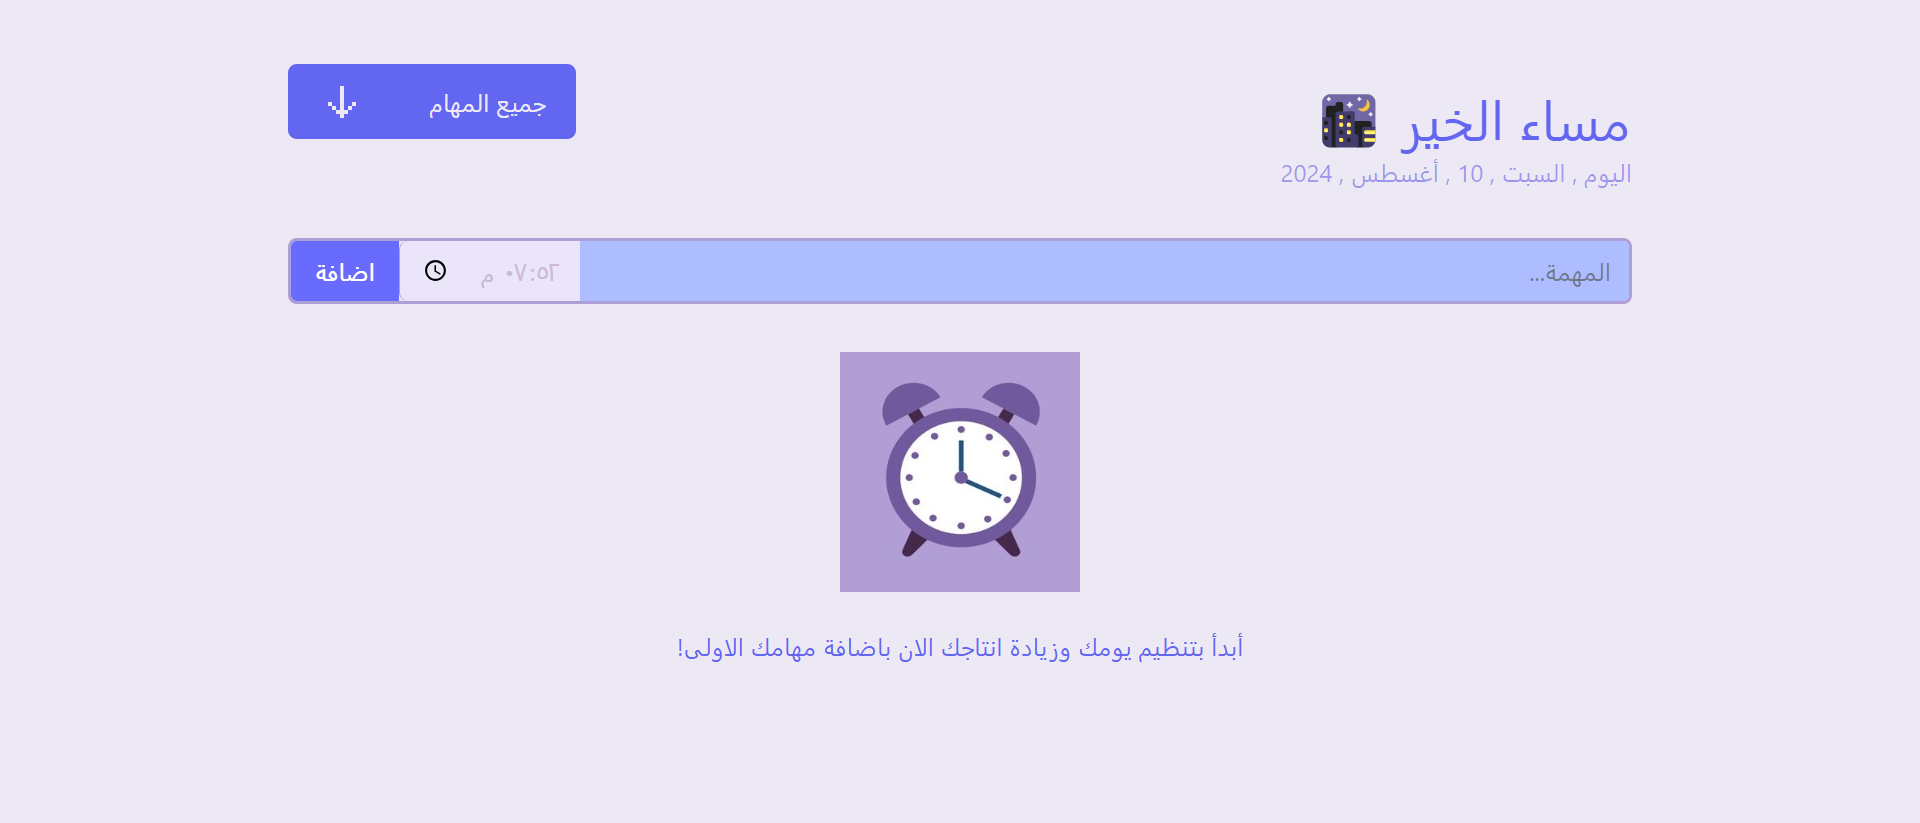 مساء الخير
اليوم , السبت , 10 , أغسطس , 2024
جميع المهام
المهمة...
٠٧:٥٢ م
اضافة
أبدأ بتنظيم يومك وزيادة انتاجك الان باضافة مهامك الاولى!